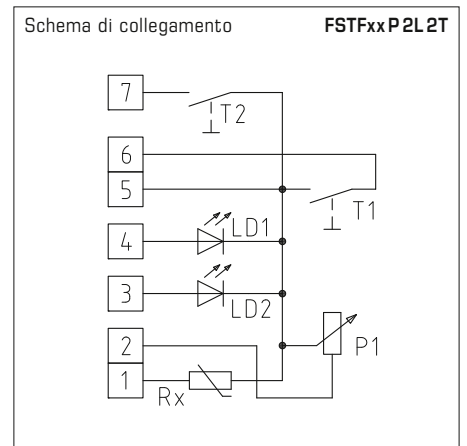 Schema di collegamento FSTFxx P 2L 2T
7
T2
6
5
T1
4
LD1
3
LD2
2
P1
1
Rx